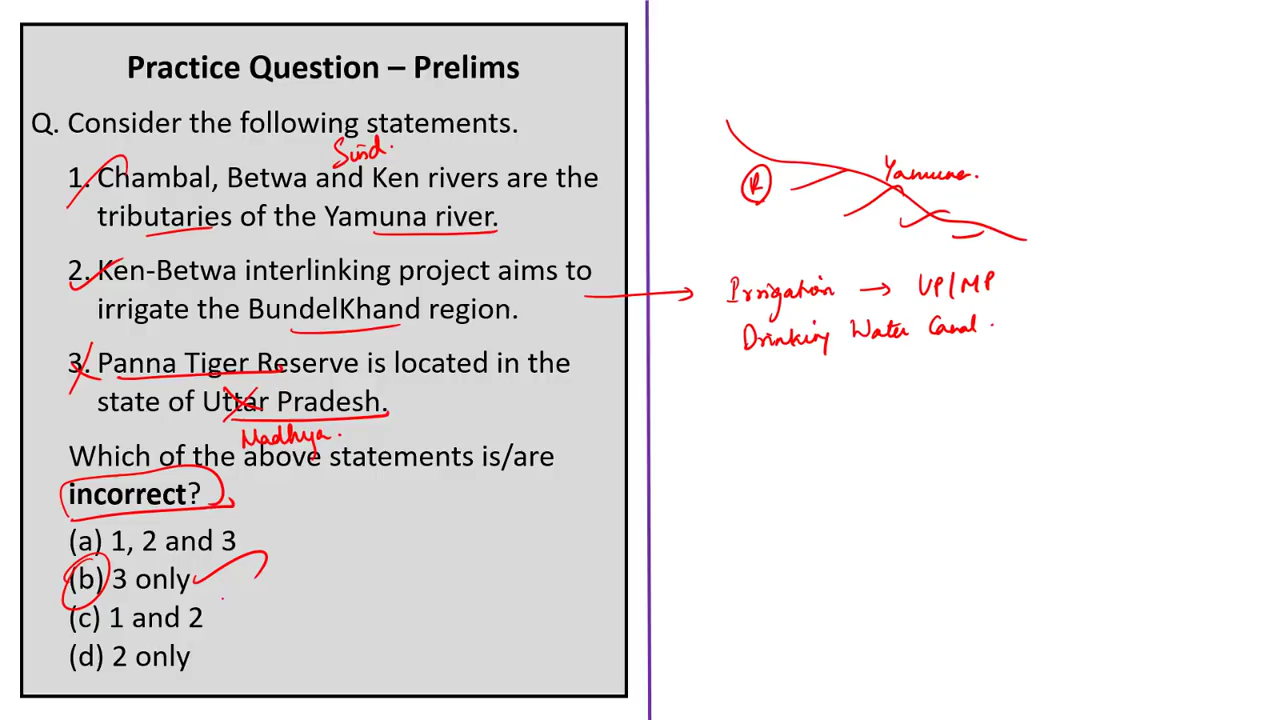 Practice Question – Prelims
Q. Consider the following statements.
Sind.
1. Chambal, Betwa and Ken rivers are the
tributaries of the Yamuna river.
2. Ken-Betwa interlinking project aims to
irrigate the BundelKhand region.
3. Panna Tiger Reserve is located in the
state of Uttar Pradesh.
Madhya.
Which of the above statements is/are
incorrect?
(a) 1, 2 and 3
(b) 3 only
(c) 1 and 2
(d) 2 only
R
Yamuna.
Irrigation → UP/MP
Drinking Water Canal.